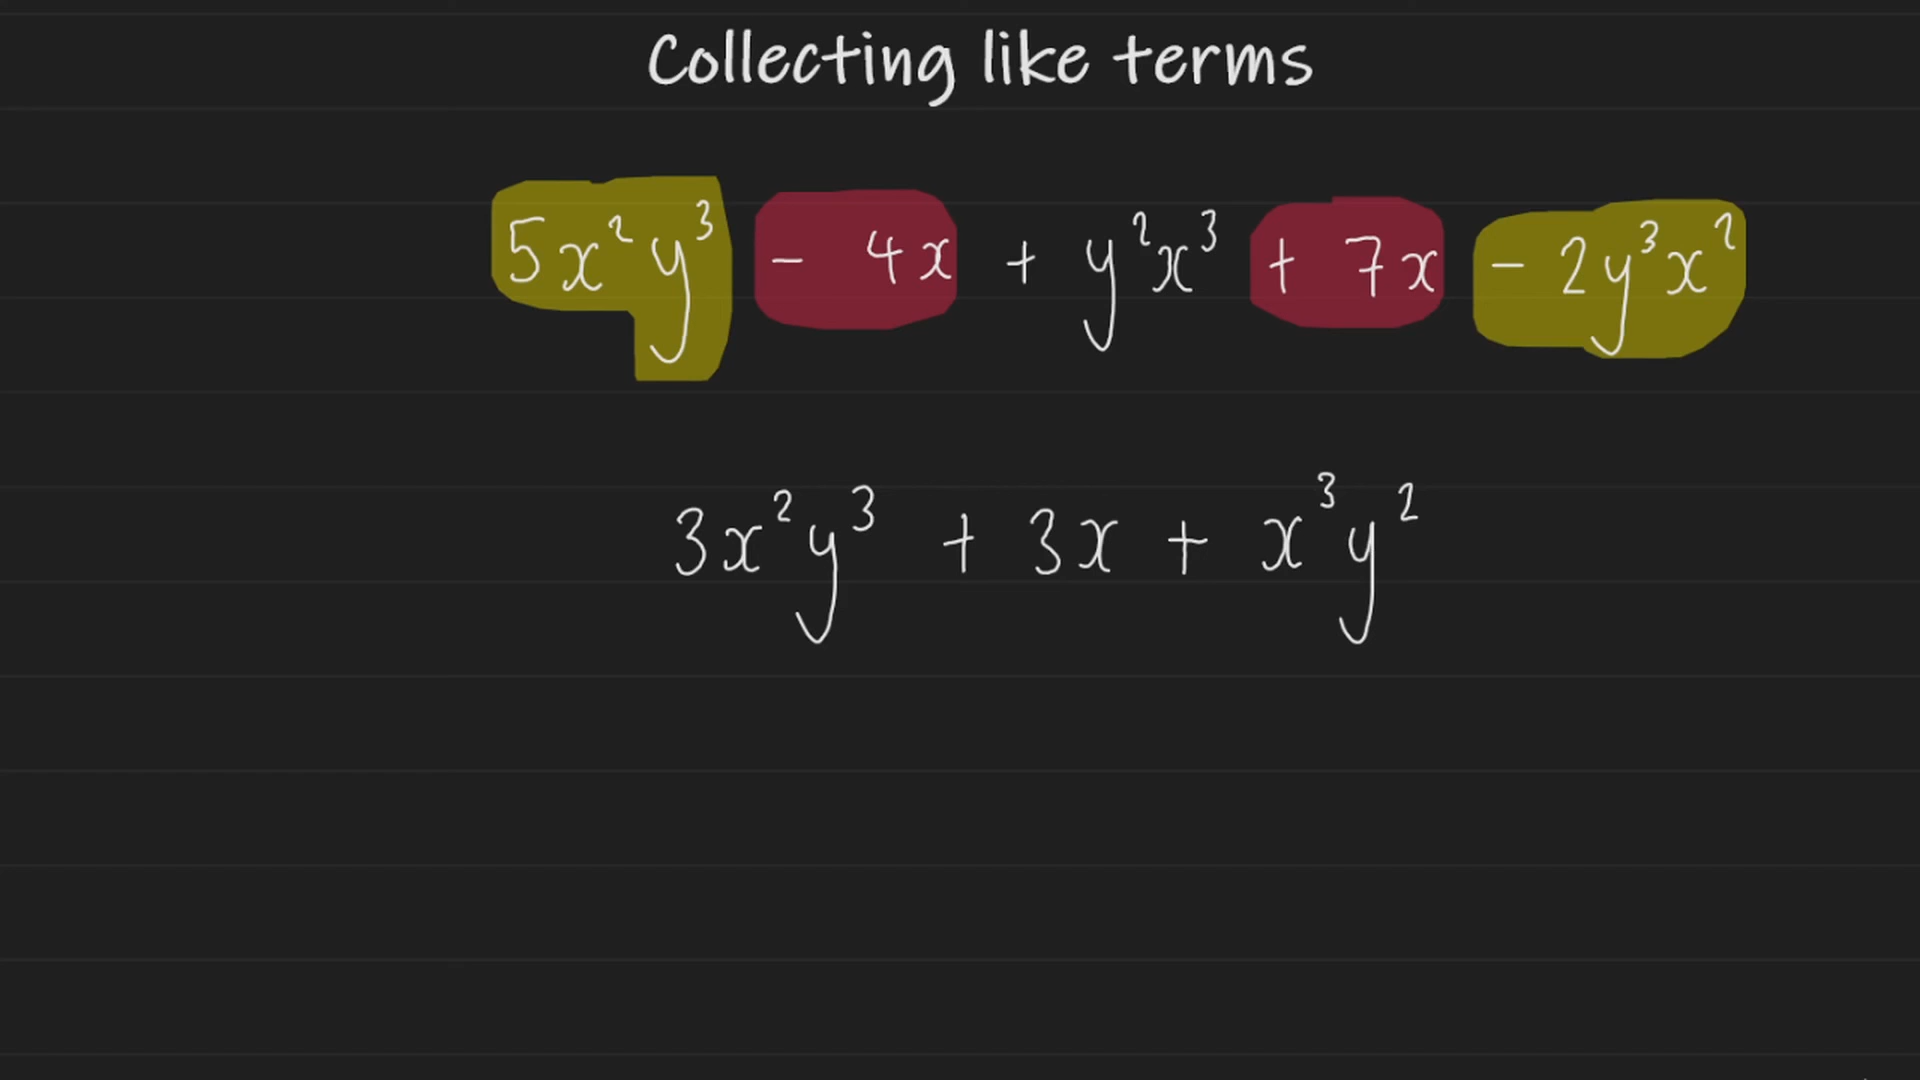 Collecting like terms
5x²y³ - 4x + y²x³ + 7x - 2y³x²
3x²y³ + 3x + x³y²